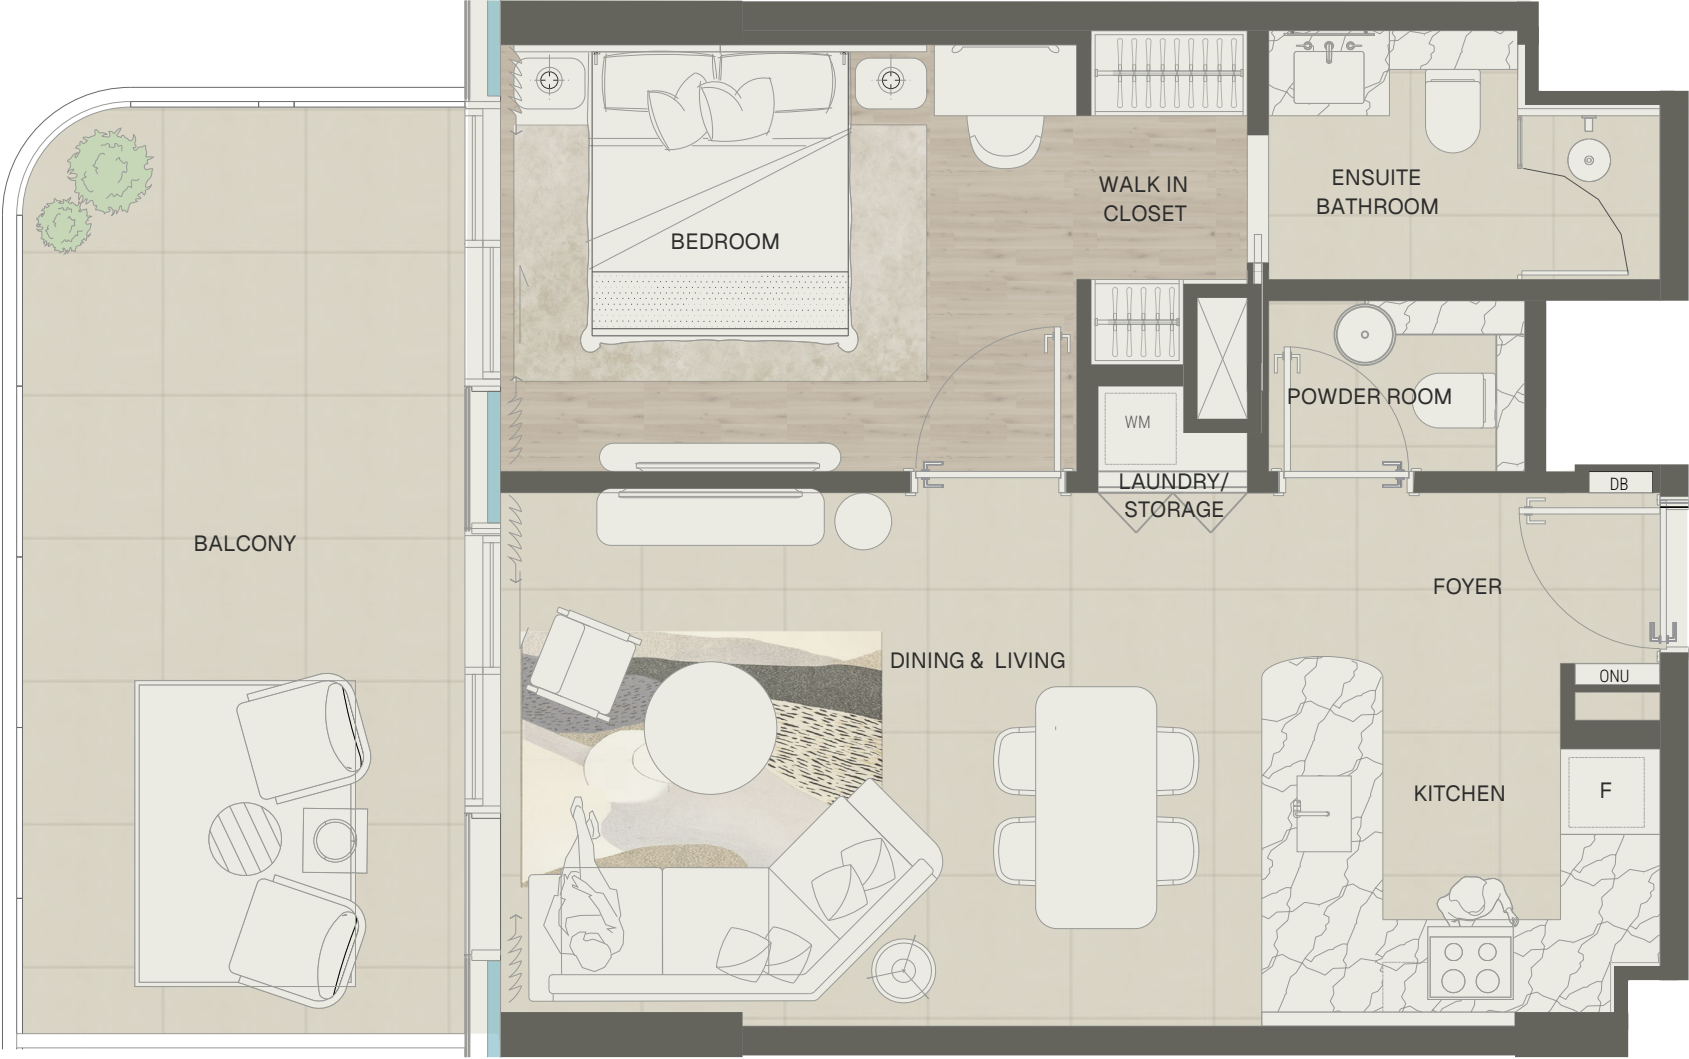 WALK IN
CLOSET
ENSUITE
BATHROOM
BEDROOM
POWDER ROOM
WM
LAUNDRY/
STORAGE
DB
BALCONY
FOYER
DINING & LIVING
ONU
KITCHEN
F